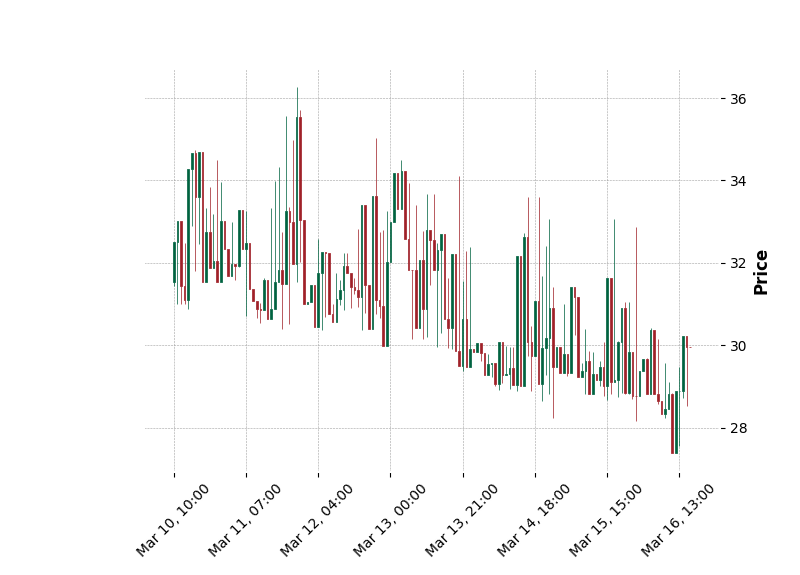 36
34
32
30
28
Price
Mar 10, 10:00
Mar 11, 07:00
Mar 12, 04:00
Mar 13, 00:00
Mar 13, 21:00
Mar 14, 18:00
Mar 15, 15:00
Mar 16, 13:00